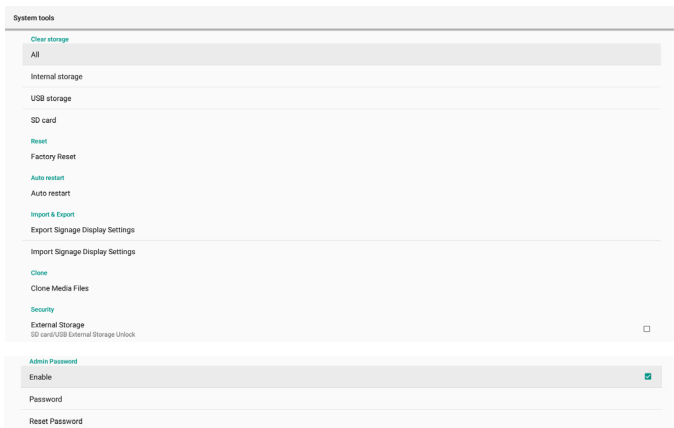 System tools
Clear storage
All
Internal storage
USB storage
SD card
Reset
Factory Reset
Auto restart
Auto restart
Import & Export
Export Signage Display Settings
Import Signage Display Settings
Clone
Clone Media Files
Security
External Storage
SD card/USB External Storage Unlock
Admin Password
Enable
Password
Reset Password